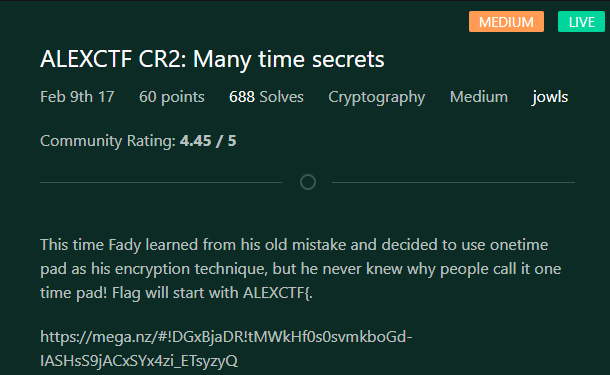 MEDIUM LIVE
ALEXCTF CR2: Many time secrets
Feb 9th 17 60 points 688 Solves Cryptography Medium jowls
Community Rating: 4.45 / 5
This time Fady learned from his old mistake and decided to use onetime
pad as his encryption technique, but he never knew why people call it one
time pad! Flag will start with ALEXCTF{.
https://mega.nz/#!DGxBjaDR!tMWkHf0s0svmkboGd-
IASHsS9jACxSYx4zi_ETsyzyQ